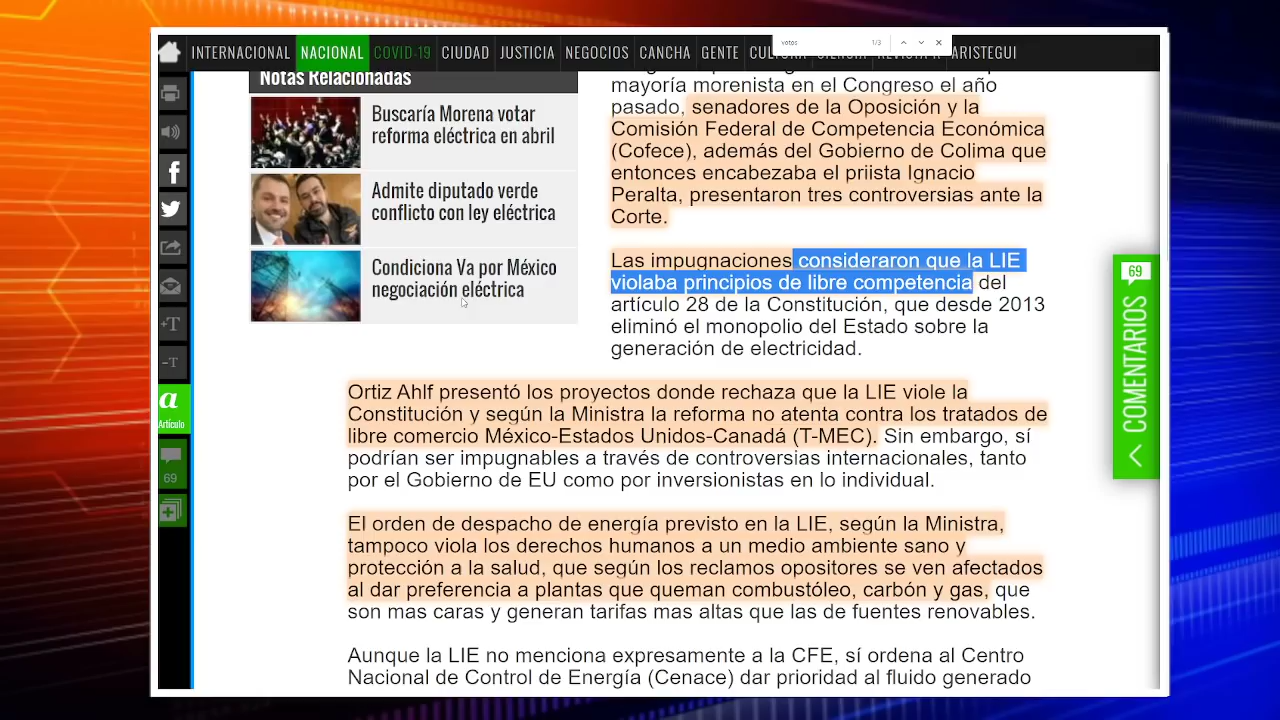 INTERNACIONAL NACIONAL COVID-19 CIUDAD JUSTICIA NEGOCIOS CANCHA GENTE ARISTEGUI
votos 1/3
Notas Relacionadas
Buscaría Morena votar
reforma eléctrica en abril
Admite diputado verde
conflicto con ley eléctrica
Condiciona Va por México
negociación eléctrica
mayoría morenista en el Congreso el año
pasado, senadores de la Oposición y la
Comisión Federal de Competencia Económica
(Cofece), además del Gobierno de Colima que
entonces encabezaba el priista Ignacio
Peralta, presentaron tres controversias ante la
Corte.
Las impugnaciones consideraron que la LIE
violaba principios de libre competencia del
artículo 28 de la Constitución, que desde 2013
eliminó el monopolio del Estado sobre la
generación de electricidad.
Ortiz Ahlf presentó los proyectos donde rechaza que la LIE viole la
Constitución y según la Ministra la reforma no atenta contra los tratados de
libre comercio México-Estados Unidos-Canadá (T-MEC). Sin embargo, sí
podrían ser impugnables a través de controversias internacionales, tanto
por el Gobierno de EU como por inversionistas en lo individual.
El orden de despacho de energía previsto en la LIE, según la Ministra,
tampoco viola los derechos humanos a un medio ambiente sano y
protección a la salud, que según los reclamos opositores se ven afectados
al dar preferencia a plantas que queman combustóleo, carbón y gas, que
son mas caras y generan tarifas mas altas que las de fuentes renovables.
Aunque la LIE no menciona expresamente a la CFE, sí ordena al Centro
Nacional de Control de Energía (Cenace) dar prioridad al fluido generado
+T
-T
a
Artículo
69
69
COMENTARIOS